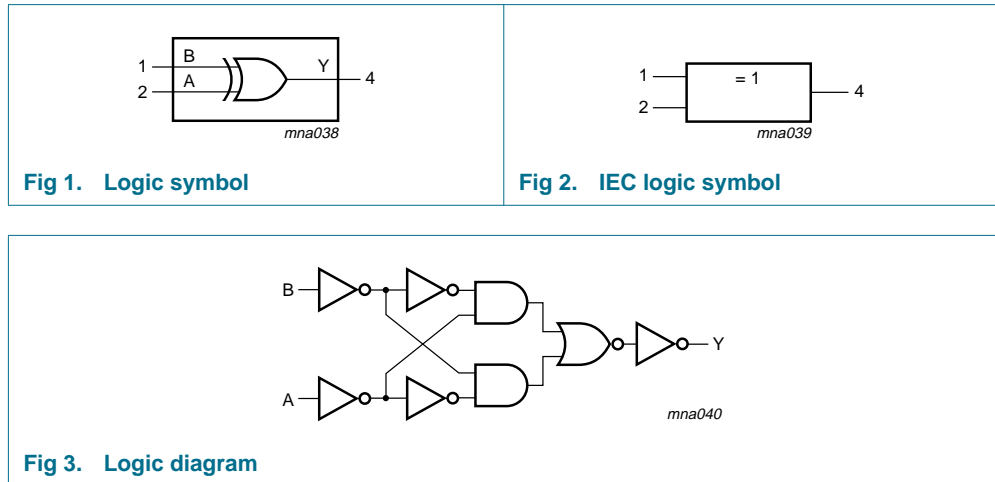 B
Y
1
4
A
2
mna038
Fig 1. Logic symbol
1
= 1
4
2
mna039
Fig 2. IEC logic symbol
B
Y
A
mna040
Fig 3. Logic diagram